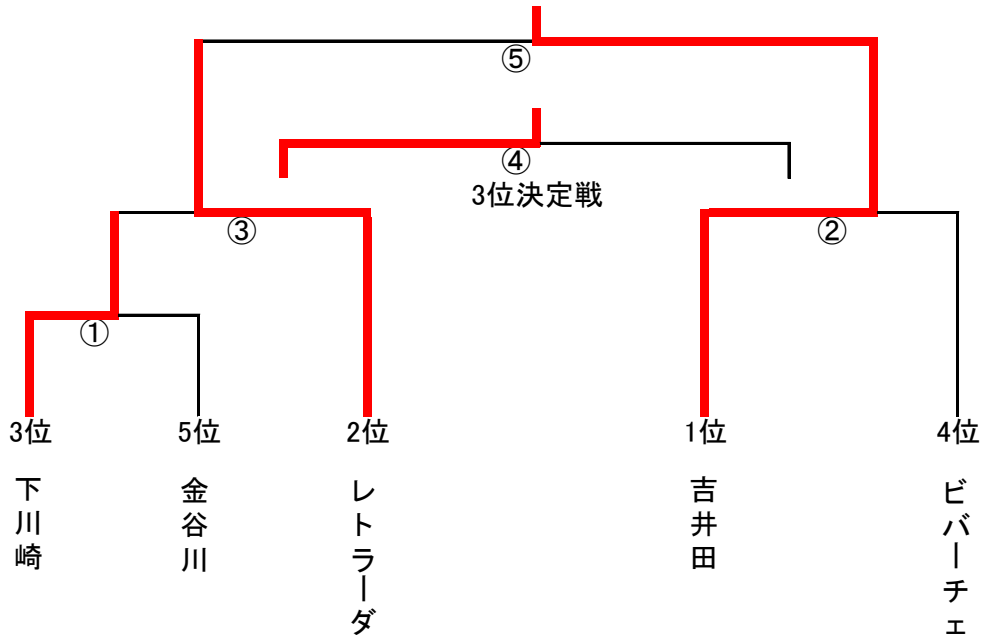 ⑤
④
3位決定戦
③
②
①
3位
5位
2位
1位
4位
下川崎
金谷川
レトラーダ
吉井田
ビバーチェ